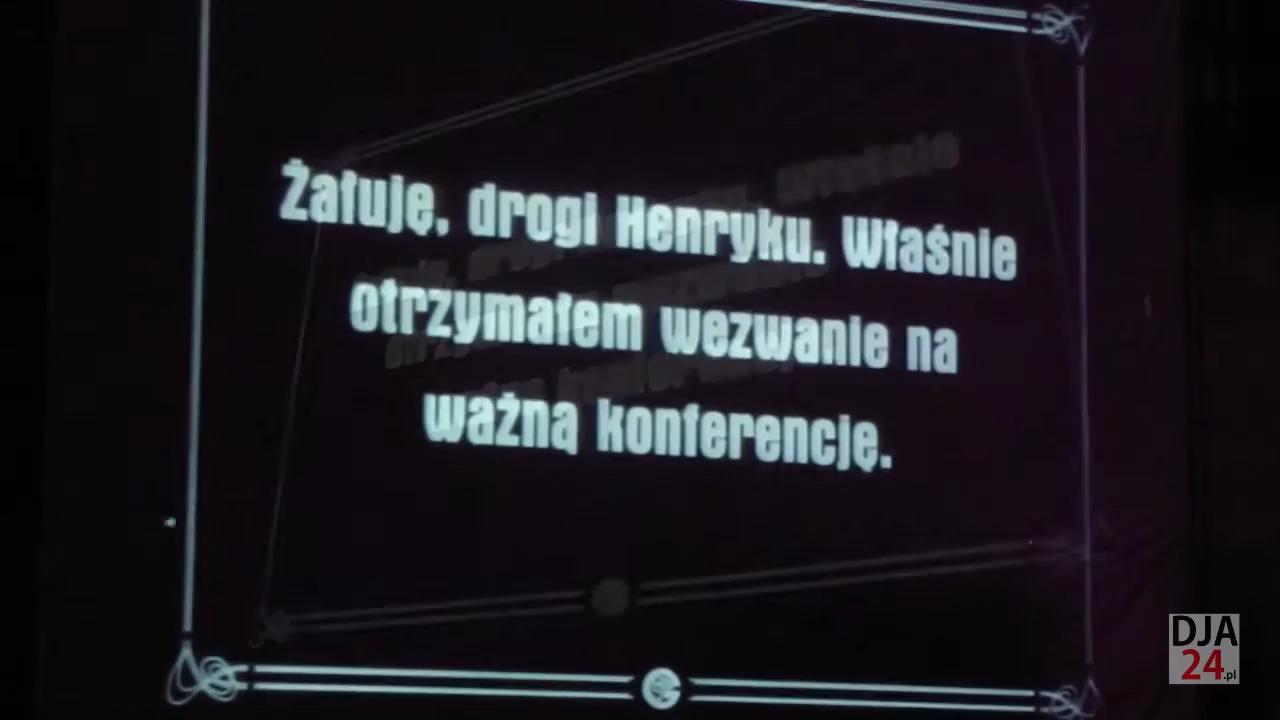 Żałuję, drogi Henryku. Właśnie
otrzymałem wezwanie na
ważną konferencję.
DJA
24.pl